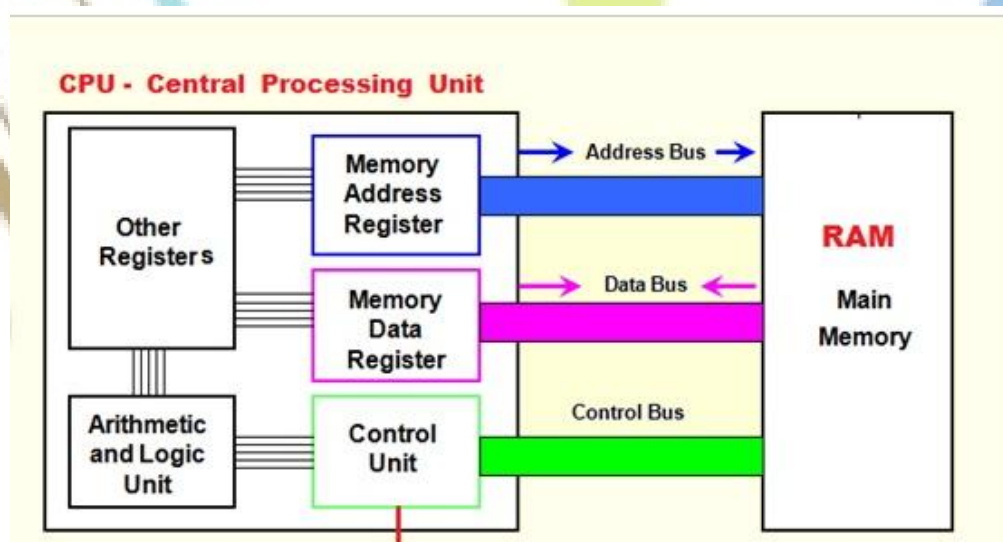 CPU - Central Processing Unit
Other
Registers
Memory
Address
Register
Address Bus
RAM
Main
Memory
Memory
Data
Register
Data Bus
Arithmetic
and Logic
Unit
Control
Unit
Control Bus